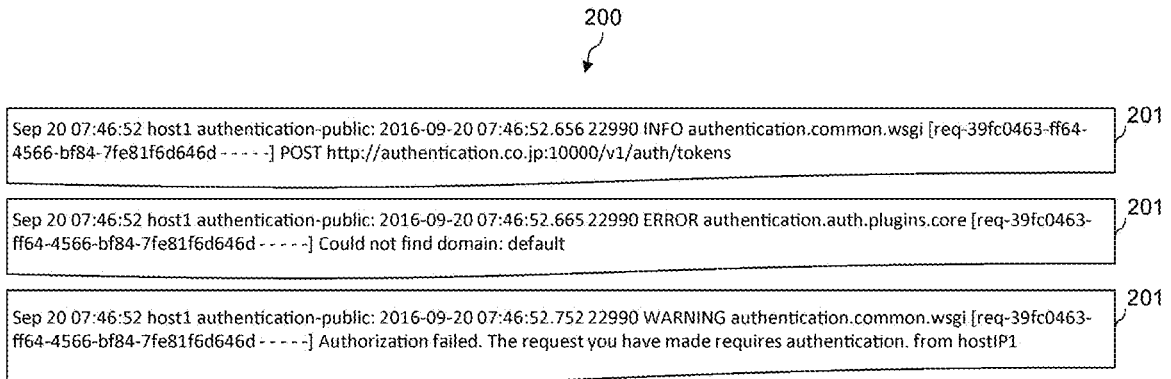 200
Sep 20 07:46:52 host1 authentication-public: 2016-09-20 07:46:52.656 22990 INFO authentication.common.wsgi [req-39fc0463-ff64-
4566-bf84-7fe81f6d646d - - - - -] POST http://authentication.co.jp:10000/v1/auth/tokens
201
Sep 20 07:46:52 host1 authentication-public: 2016-09-20 07:46:52.665 22990 ERROR authentication.auth.plugins.core [req-39fc0463-
ff64-4566-bf84-7fe81f6d646d - - - - -] Could not find domain: default
201
Sep 20 07:46:52 host1 authentication-public: 2016-09-20 07:46:52.752 22990 WARNING authentication.common.wsgi [req-39fc0463-
ff64-4566-bf84-7fe81f6d646d - - - - -] Authorization failed. The request you have made requires authentication. from hostIP1
201